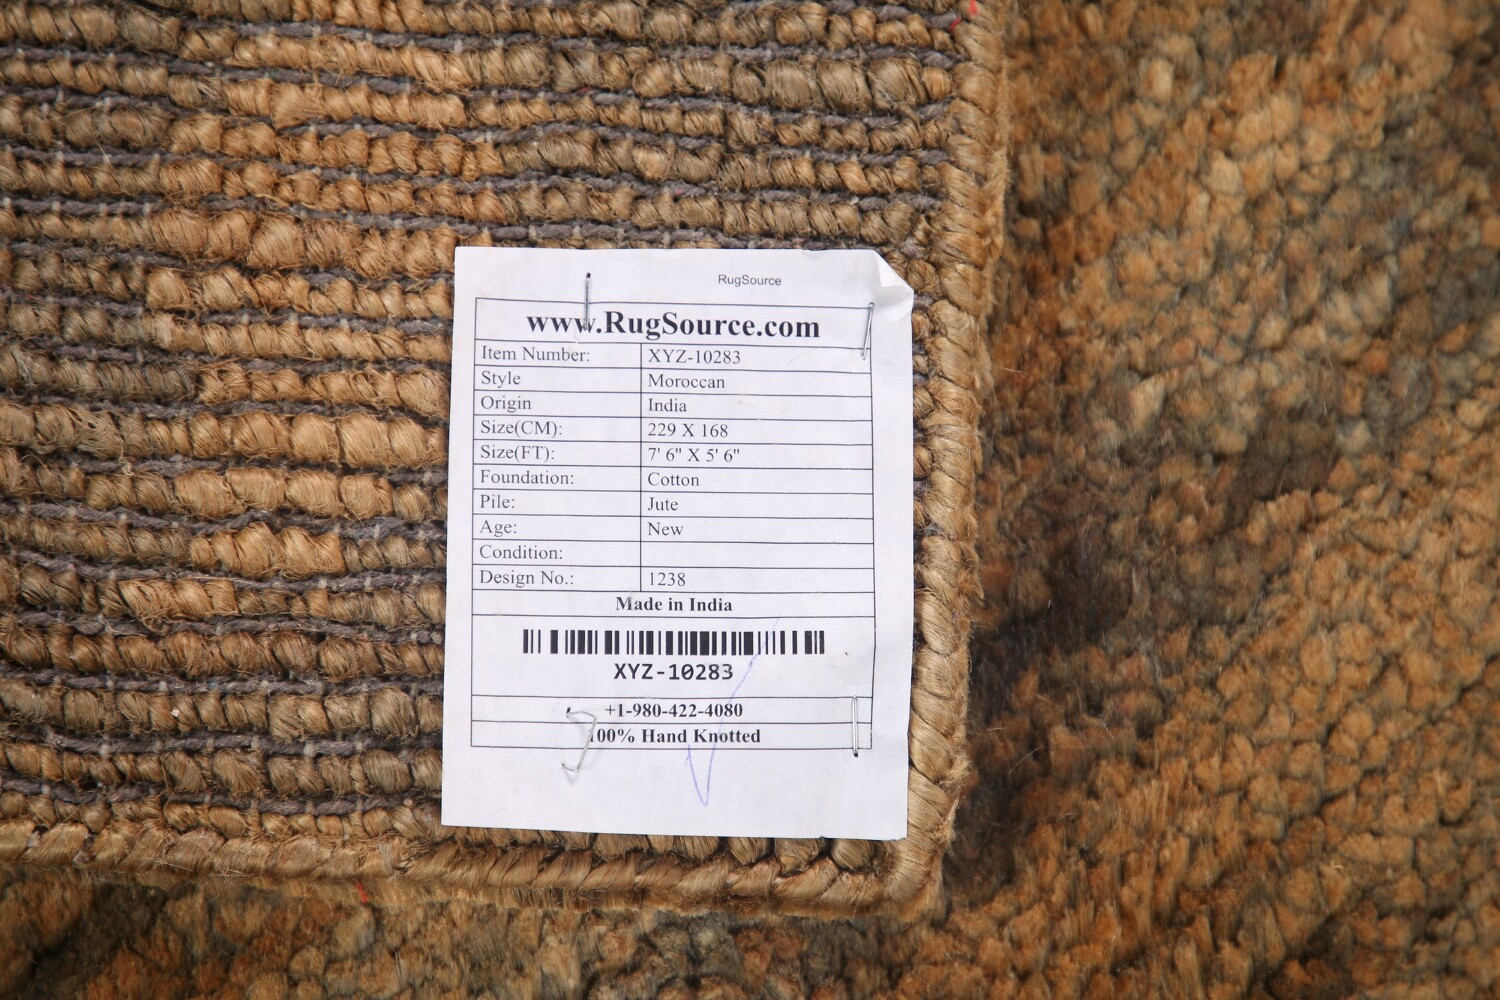 RugSource
www.RugSource.com
Item Number: XYZ-10283
Style Moroccan
Origin India
Size(CM): 229 X 168
Size(FT): 7' 6" X 5' 6"
Foundation: Cotton
Pile: Jute
Age: New
Condition:
Design No.: 1238
Made in India
XYZ-10283
+1-980-422-4080
100% Hand Knotted